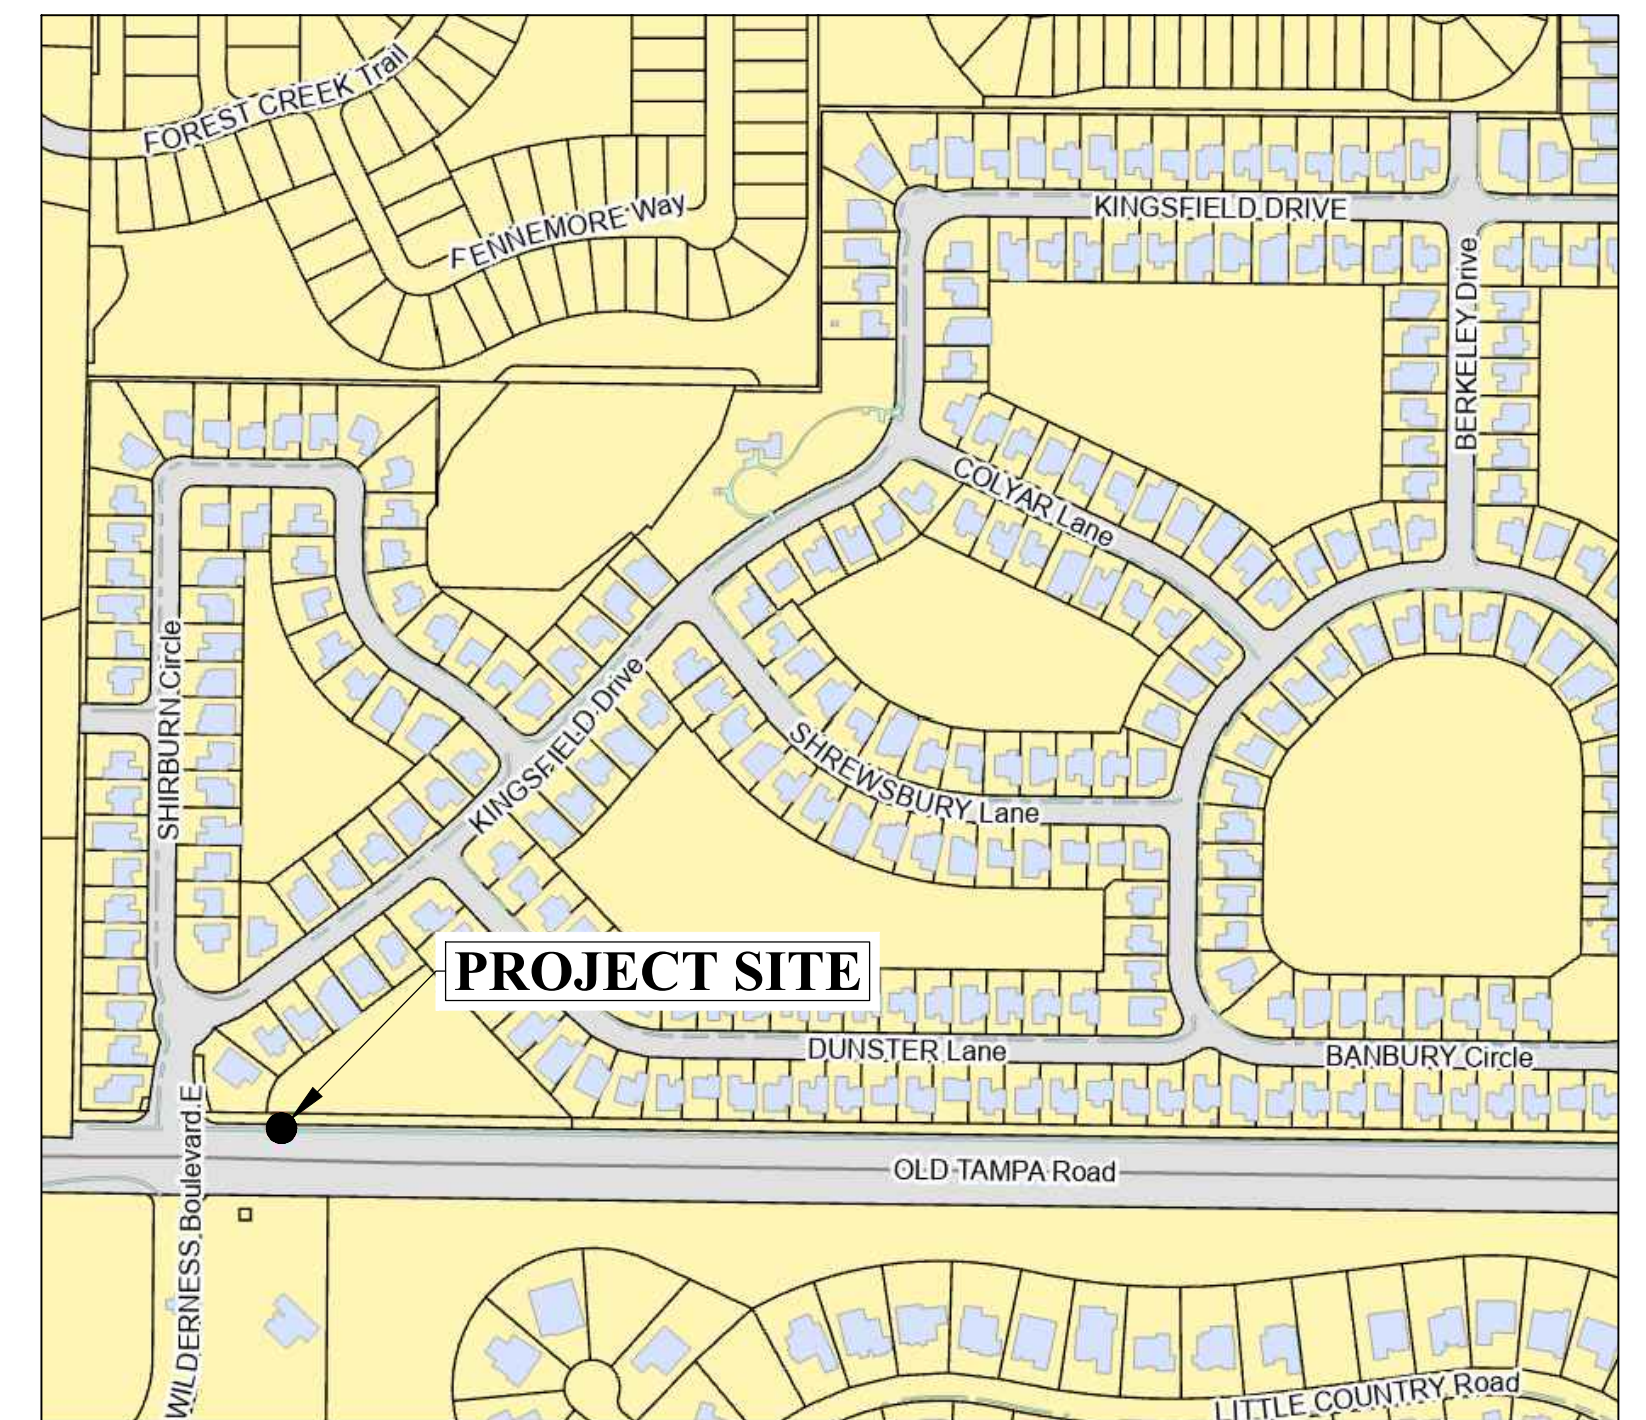 FOREST CREEK Trail
FENNEMORE Way
KINGSFIELD DRIVE
BERKELEY Drive
COLYAR Lane
SHIRBURN Circle
KINGSFIELD Drive
SHREWSBURY Lane
PROJECT SITE
DUNSTER Lane
BANBURY Circle
WILDERNESS Boulevard E
OLD TAMPA Road
LITTLE COUNTRY Road